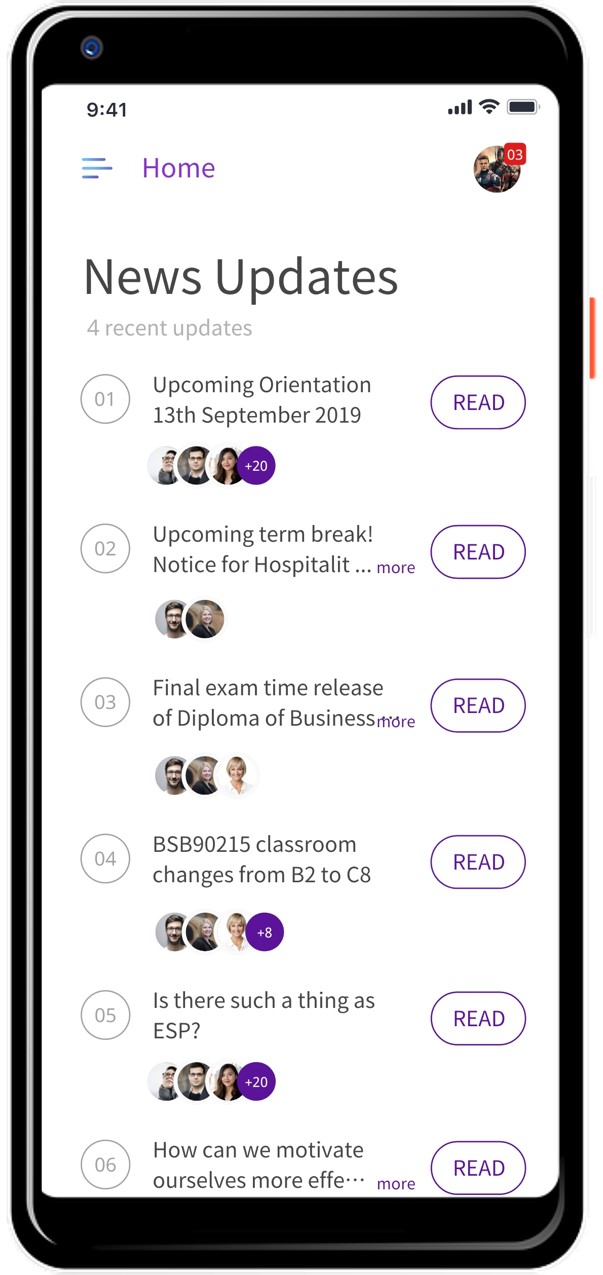 9:41
Home
03
News Updates
4 recent updates
01
Upcoming Orientation
13th September 2019
READ
+20
02
Upcoming term break!
Notice for Hospitalit ... more
READ
03
Final exam time release
of Diploma of Business... more
READ
04
BSB90215 classroom
changes from B2 to C8
READ
+8
05
Is there such a thing as
ESP?
READ
+20
06
How can we motivate
ourselves more effe··· more
READ